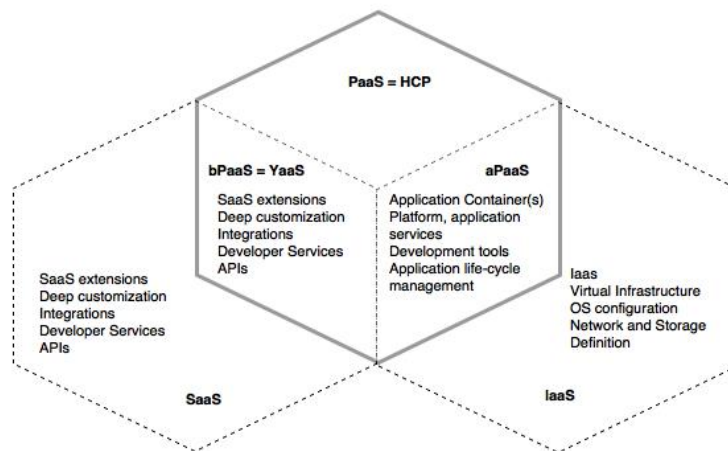 PaaS = HCP
bPaaS = YaaS
SaaS extensions
Deep customization
Integrations
Developer Services
APIs
aPaaS
Application Container(s)
Platform, application
services
Development tools
Application life-cycle
management
SaaS extensions
Deep customization
Integrations
Developer Services
APIs
SaaS
Iaas
Virtual Infrastructure
OS configuration
Network and Storage
Definition
IaaS